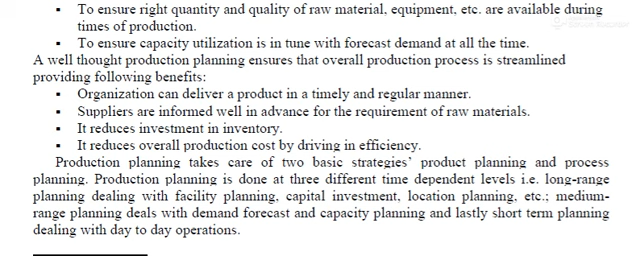 ▪ To ensure right quantity and quality of raw material, equipment, etc. are available during
times of production.
▪ To ensure capacity utilization is in tune with forecast demand at all the time.
A well thought production planning ensures that overall production process is streamlined
providing following benefits:
▪ Organization can deliver a product in a timely and regular manner.
▪ Suppliers are informed well in advance for the requirement of raw materials.
▪ It reduces investment in inventory.
▪ It reduces overall production cost by driving in efficiency.
Production planning takes care of two basic strategies’ product planning and process
planning. Production planning is done at three different time dependent levels i.e. long-range
planning dealing with facility planning, capital investment, location planning, etc.; medium-
range planning deals with demand forecast and capacity planning and lastly short term planning
dealing with day to day operations.